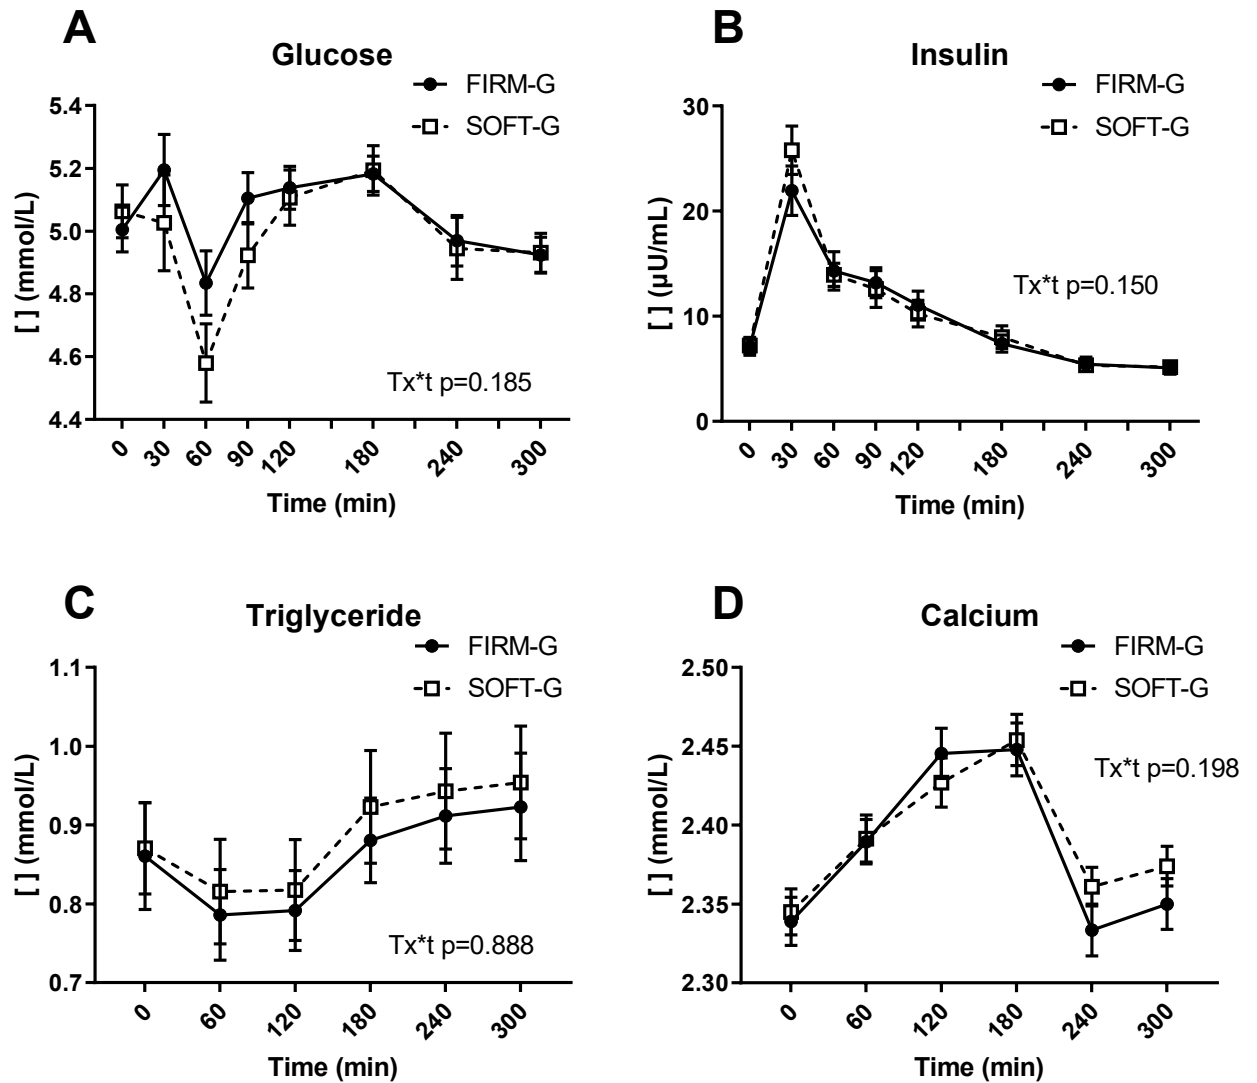 A
Glucose
FIRM-G
SOFT-G
5.4
5.2
5.0
4.8
4.6
4.4
[ ] (mmol/L)
Tx*t p=0.185
0 30 60 90 120 180 240 300
Time (min)
B
Insulin
FIRM-G
SOFT-G
30
20
10
0
[ ] (µU/mL)
Tx*t p=0.150
0 30 60 90 120 180 240 300
Time (min)
C
Triglyceride
FIRM-G
SOFT-G
1.1
1.0
0.9
0.8
0.7
[ ] (mmol/L)
Tx*t p=0.888
0 60 120 180 240 300
Time (min)
D
Calcium
FIRM-G
SOFT-G
2.50
2.45
2.40
2.35
2.30
[ ] (mmol/L)
Tx*t p=0.198
0 60 120 180 240 300
Time (min)